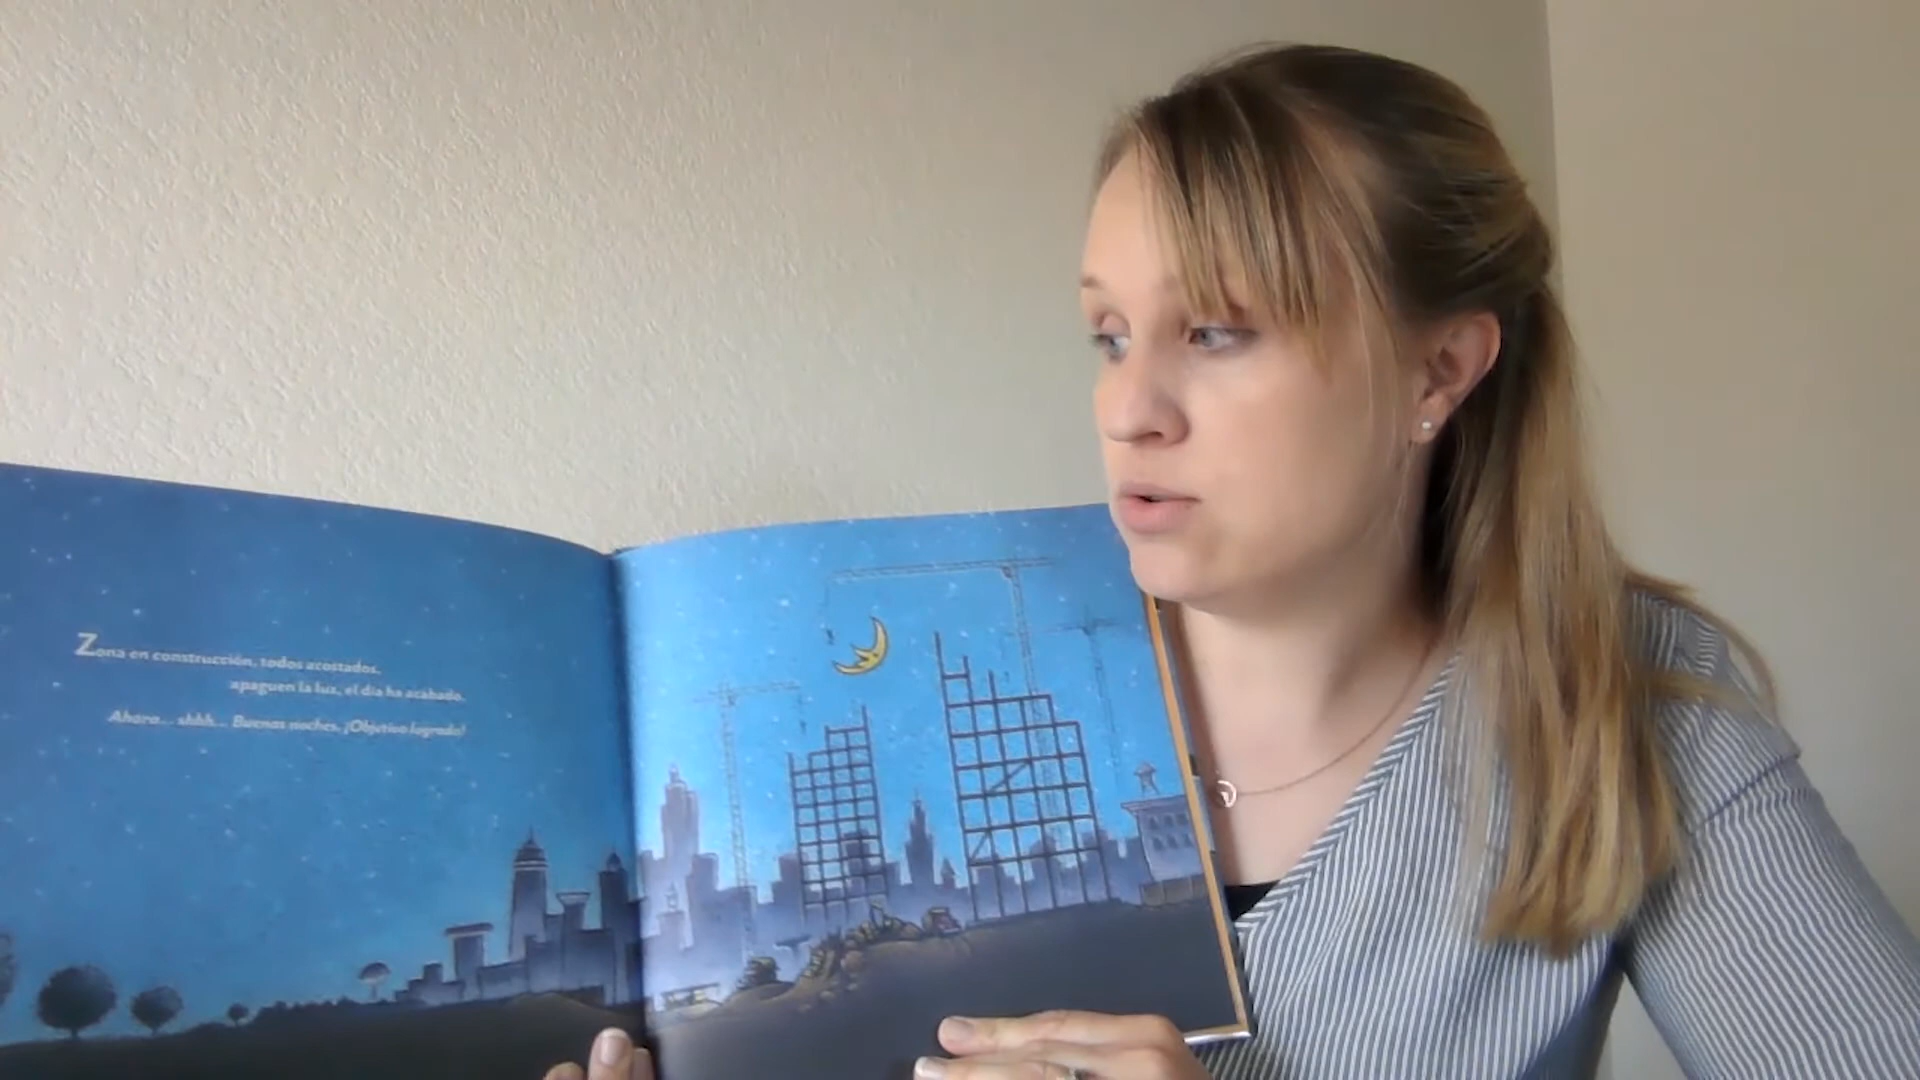 Zona en construcción, todos acostados,
apaguen la luz, el día ha acabado.
Ahora... shhh... Buenas noches. ¡Objetivo logrado!